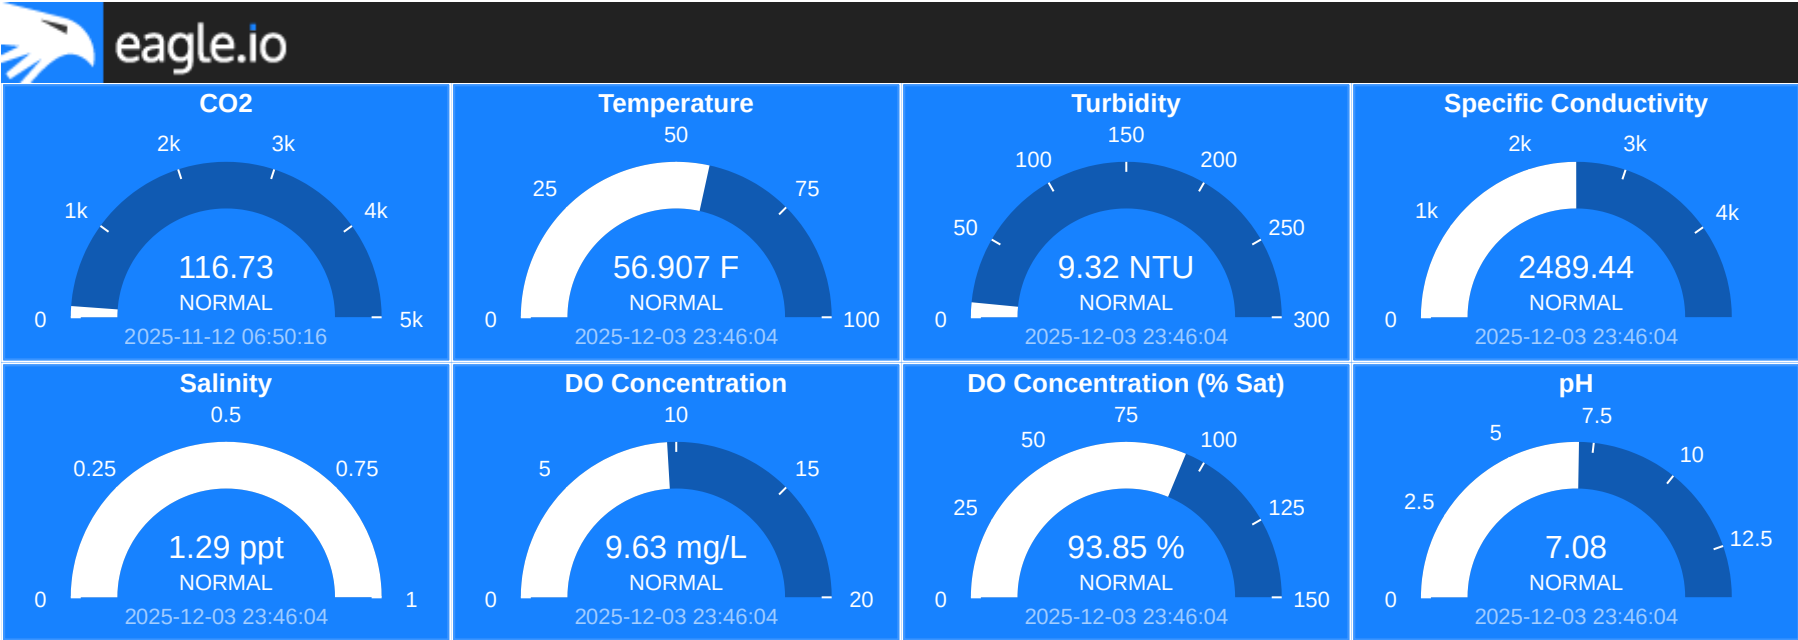 eagle.io
CO2
0
1k
2k
3k
4k
5k
116.73
NORMAL
2025-11-12 06:50:16
Temperature
0
25
50
75
100
56.907 F
NORMAL
2025-12-03 23:46:04
Turbidity
0
50
100
150
200
250
300
9.32 NTU
NORMAL
2025-12-03 23:46:04
Specific Conductivity
0
1k
2k
3k
4k
2489.44
NORMAL
2025-12-03 23:46:04
Salinity
0
0.25
0.5
0.75
1
1.29 ppt
NORMAL
2025-12-03 23:46:04
DO Concentration
0
5
10
15
20
9.63 mg/L
NORMAL
2025-12-03 23:46:04
DO Concentration (% Sat)
0
25
50
75
100
125
150
93.85 %
NORMAL
2025-12-03 23:46:04
pH
0
2.5
5
7.5
10
12.5
7.08
NORMAL
2025-12-03 23:46:04